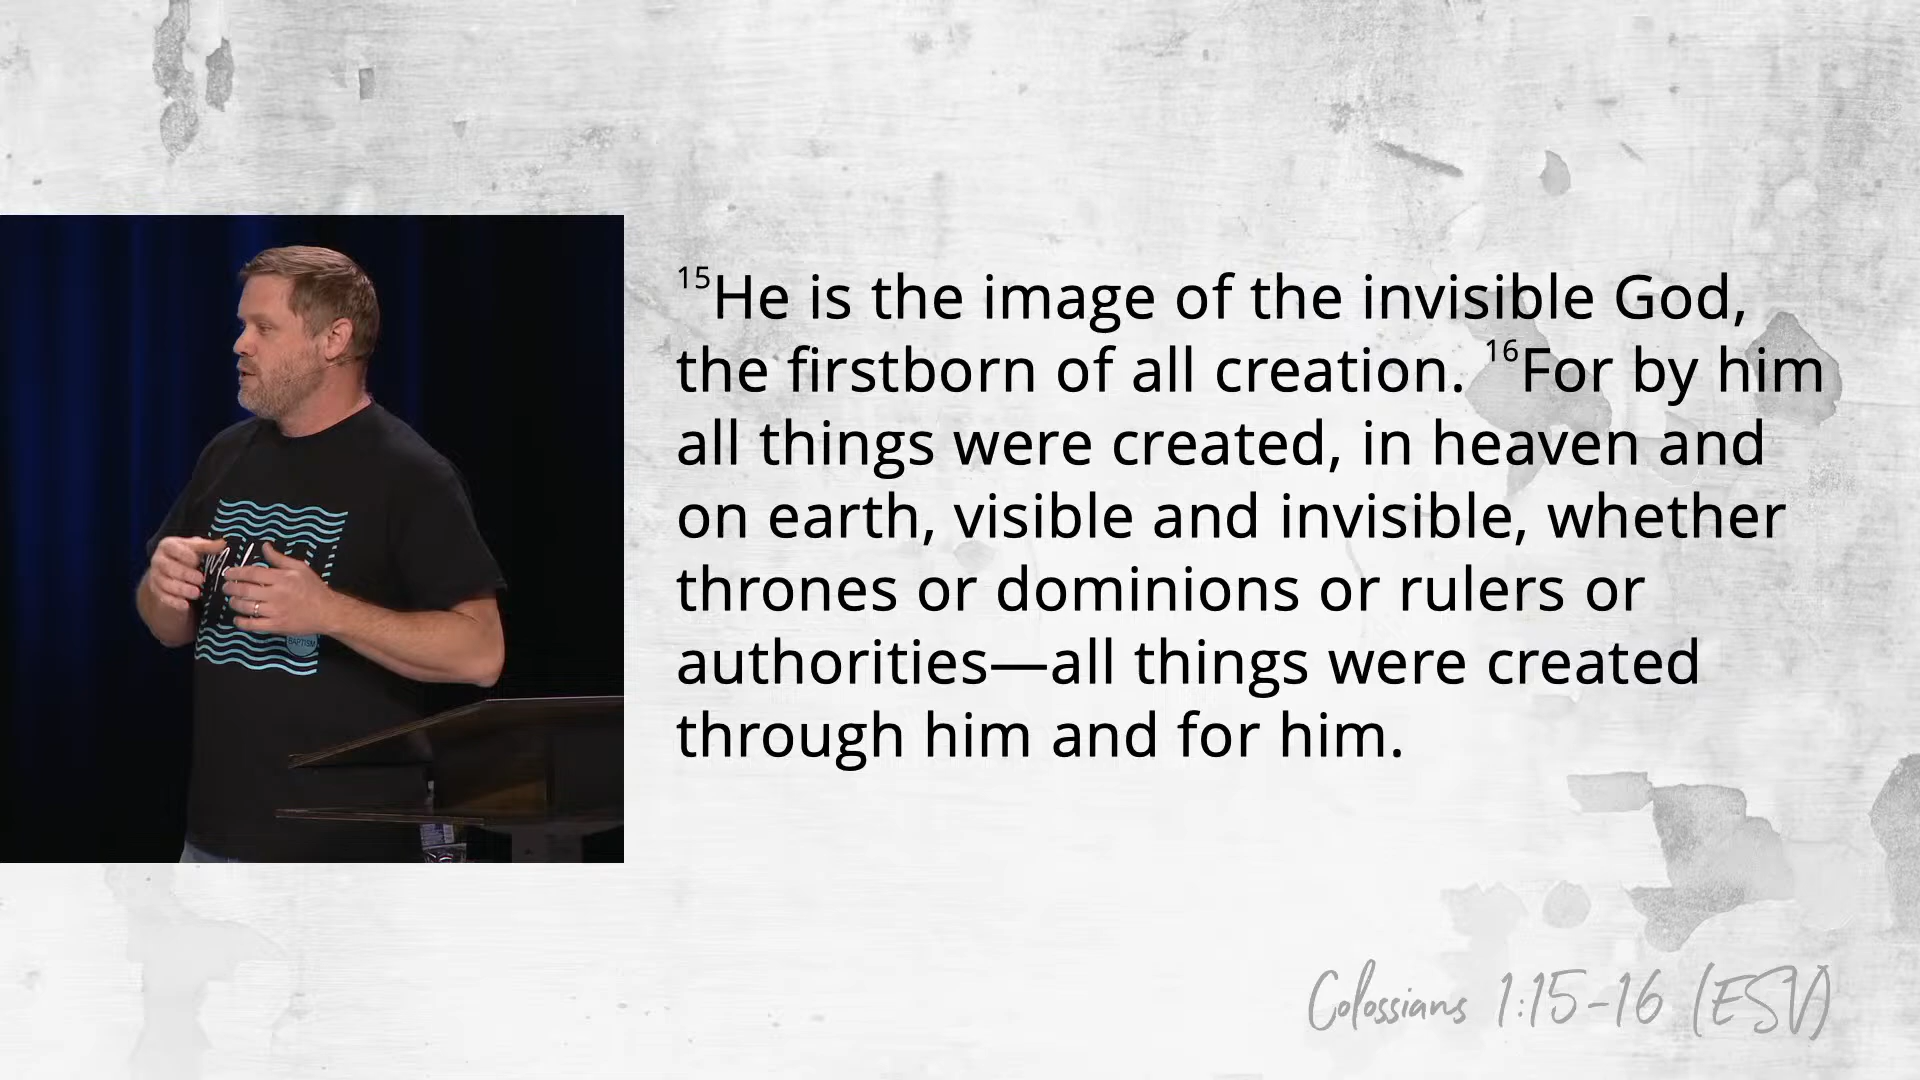 ¹⁵He is the image of the invisible God,
the firstborn of all creation. ¹⁶For by him
all things were created, in heaven and
on earth, visible and invisible, whether
thrones or dominions or rulers or
authorities—all things were created
through him and for him.
Colossians 1:15-16 (ESV)
BAPTISM